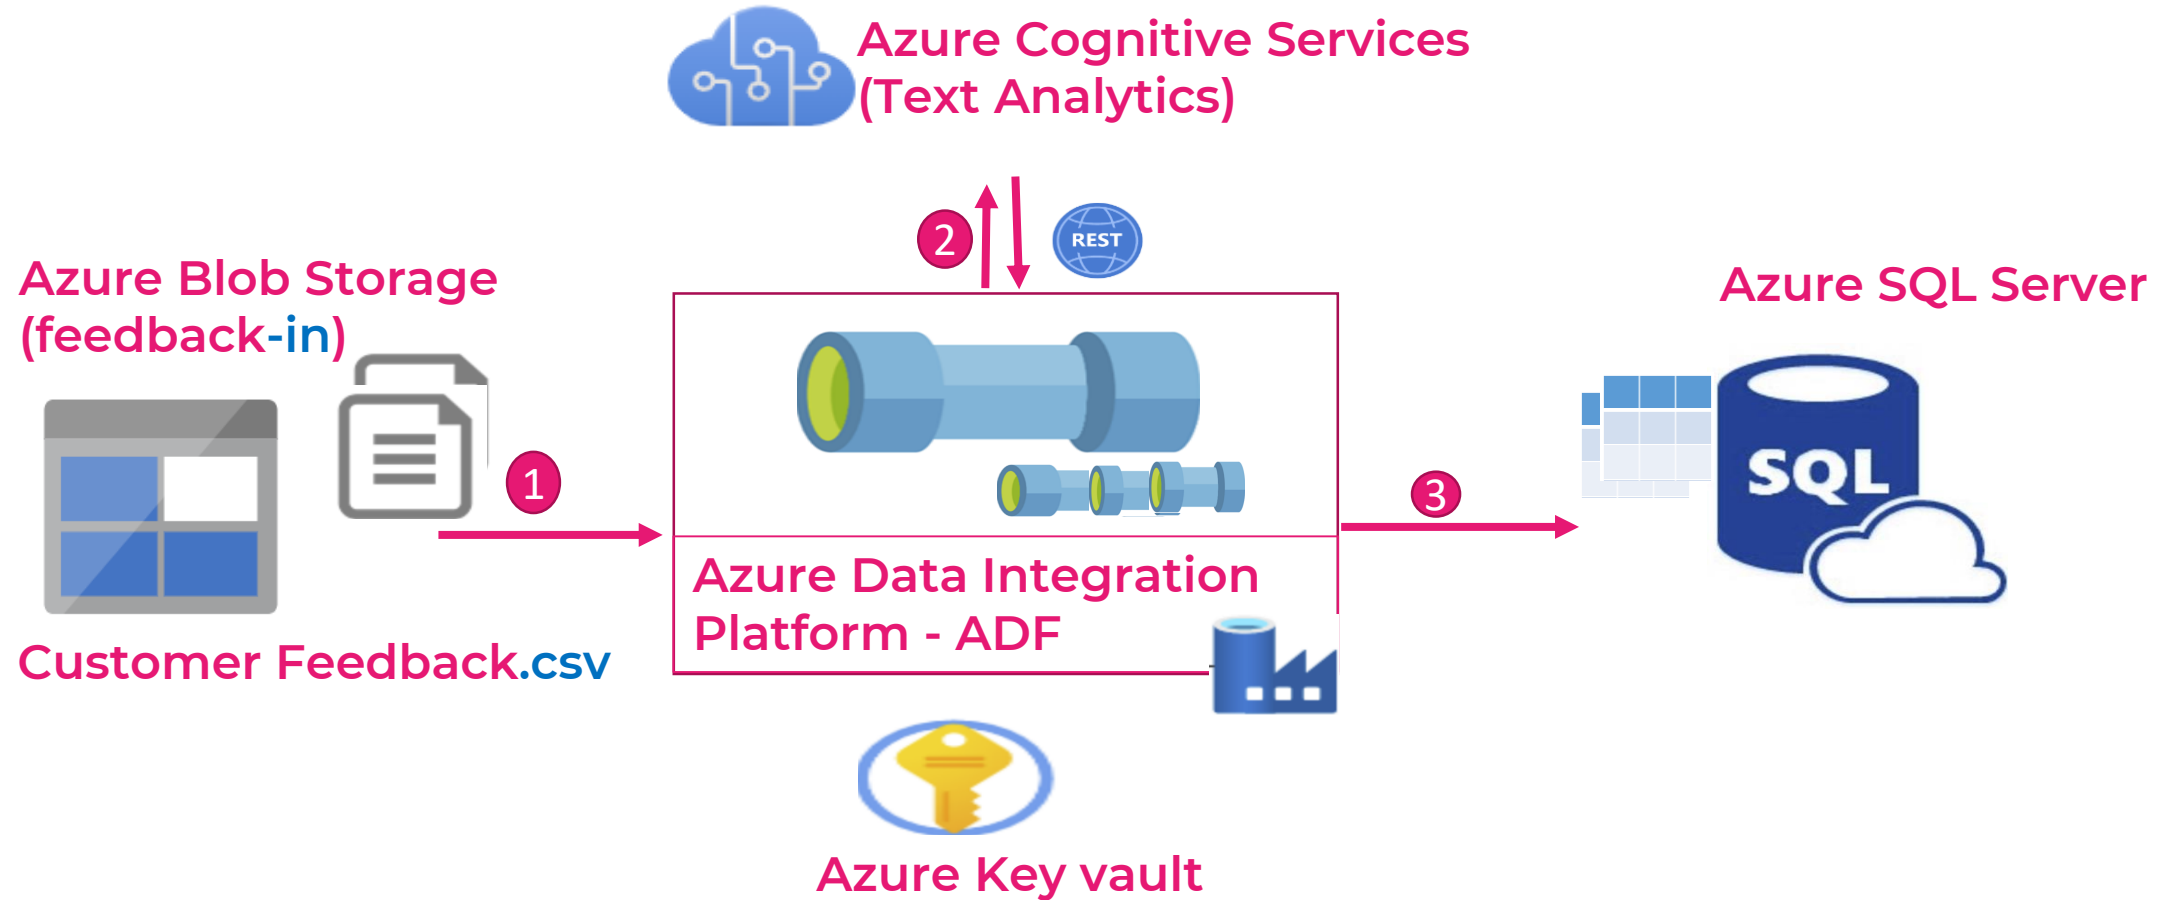 Azure Cognitive Services
(Text Analytics)
2
REST
Azure Blob Storage
(feedback-in)
Azure SQL Server
1
3
SQL
Azure Data Integration
Platform - ADF
Customer Feedback.csv
Azure Key vault